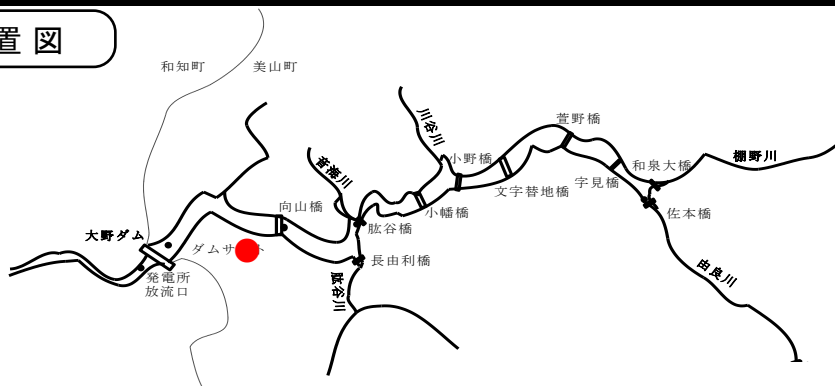 置図
和知町
美山町
川谷川
萱野橋
音海川
小野橋
和泉大橋
棚野川
文字替地橋
宇見橋
向山橋
小幡橋
佐本橋
大野ダム
肱谷橋
ダムサ
長由利橋
発電所
放流口
肱谷川
由良川